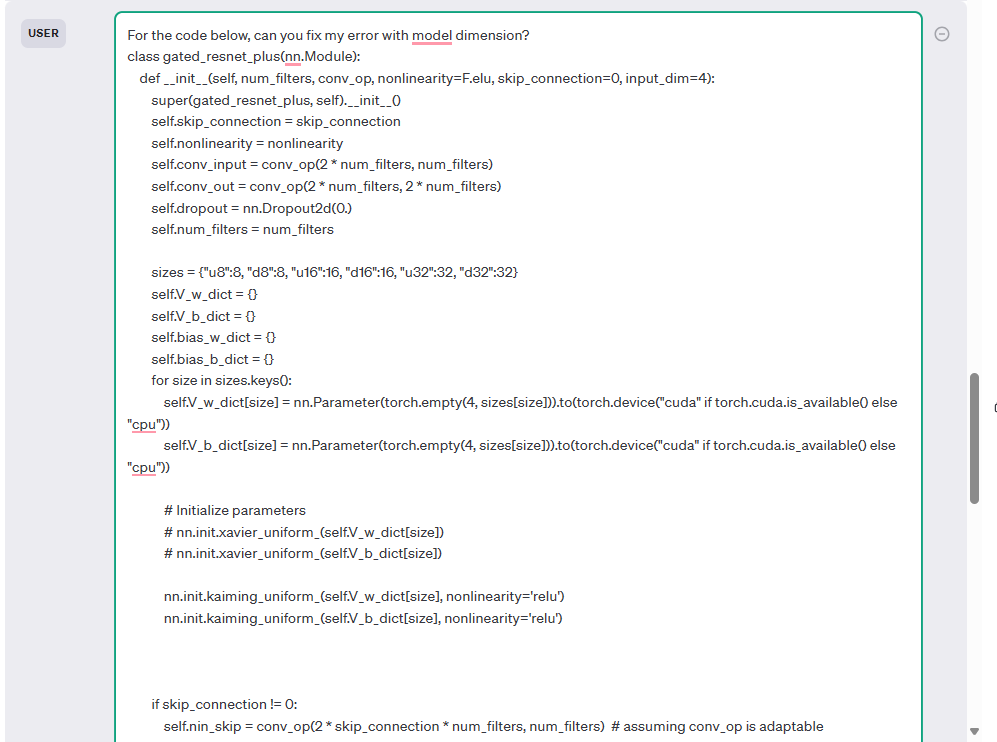 USER
For the code below, can you fix my error with model dimension?
class gated_resnet_plus(nn.Module):
def __init__(self, num_filters, conv_op, nonlinearity=F.elu, skip_connection=0, input_dim=4):
super(gated_resnet_plus, self).__init__()
self.skip_connection = skip_connection
self.nonlinearity = nonlinearity
self.conv_input = conv_op(2 * num_filters, num_filters)
self.conv_out = conv_op(2 * num_filters, 2 * num_filters)
self.dropout = nn.Dropout2d(0.)
self.num_filters = num_filters
sizes = {"u8":8, "d8":8, "u16":16, "d16":16, "u32":32, "d32":32}
self.V_w_dict = {}
self.V_b_dict = {}
self.bias_w_dict = {}
self.bias_b_dict = {}
for size in sizes.keys():
self.V_w_dict[size] = nn.Parameter(torch.empty(4, sizes[size])).to(torch.device("cuda" if torch.cuda.is_available() else
"cpu"))
self.V_b_dict[size] = nn.Parameter(torch.empty(4, sizes[size])).to(torch.device("cuda" if torch.cuda.is_available() else
"cpu"))
# Initialize parameters
# nn.init.xavier_uniform_(self.V_w_dict[size])
# nn.init.xavier_uniform_(self.V_b_dict[size])
nn.init.kaiming_uniform_(self.V_w_dict[size], nonlinearity='relu')
nn.init.kaiming_uniform_(self.V_b_dict[size], nonlinearity='relu')
if skip_connection != 0:
self.nin_skip = conv_op(2 * skip_connection * num_filters, num_filters) # assuming conv_op is adaptable